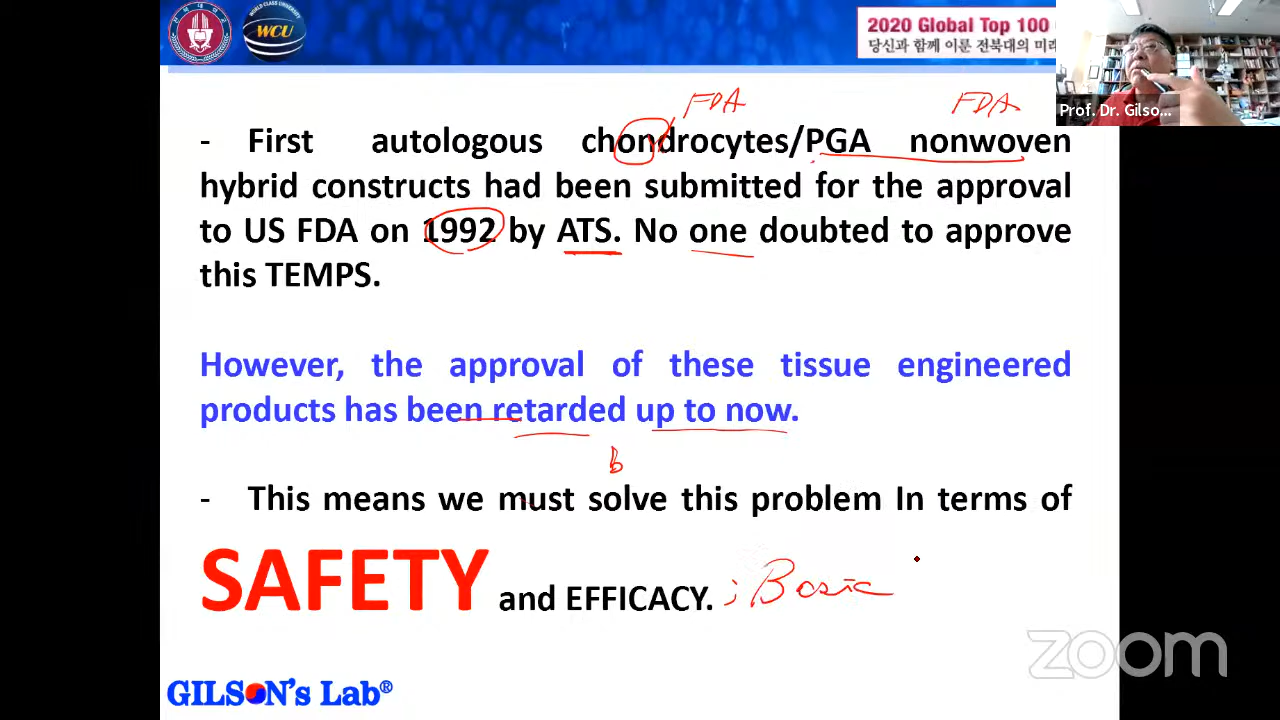 WORLD CLASS UNIVERSITY
WCU
2020 Global Top 100
당신과 함께 이룬 전북대의 미래
Prof. Dr. Gilso...
FDA FDA
- First autologous chondrocytes/PGA nonwoven
hybrid constructs had been submitted for the approval
to US FDA on 1992 by ATS. No one doubted to approve
this TEMPS.
However, the approval of these tissue engineered
products has been retarded up to now.
b
- This means we must solve this problem In terms of
SAFETY and EFFICACY. ; Basic
zoom
GILSON's Lab®